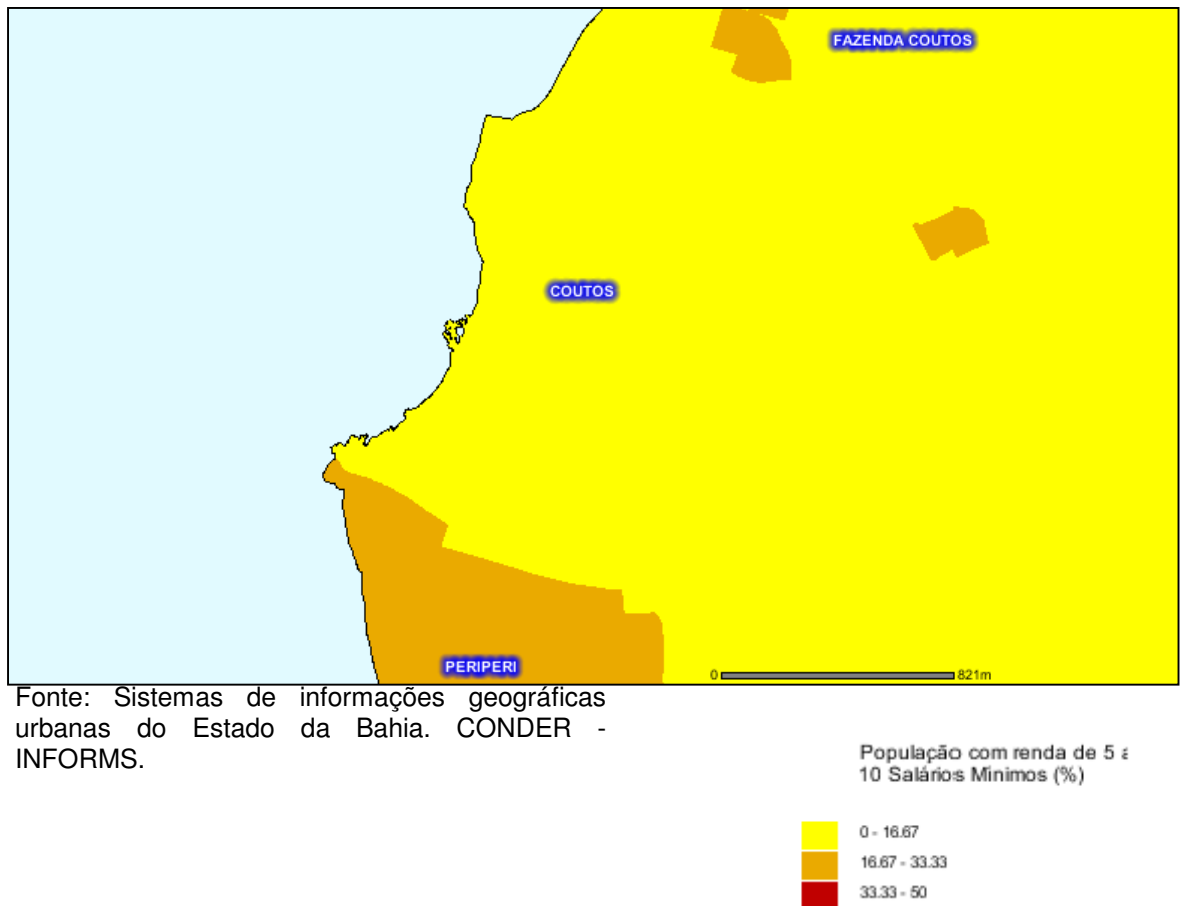 FAZENDA COUTOS
COUTOS
PERIPERI
0 821m
Fonte: Sistemas de informações geográficas
urbanas do Estado da Bahia. CONDER -
INFORMS.
População com renda de 5 a
10 Salários Mínimos (%)
0 - 16.67
16.67 - 33.33
33.33 - 50